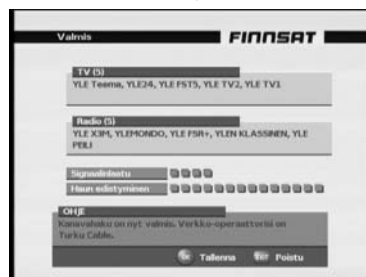 Valmis
FINNSAT
TV (5)
YLE Teema, YLE24, YLE FST5, YLE TV2, YLE TV1
Radio (5)
YLE X3M, YLEMONDO, YLE FSR+, YLEN KLASSINEN, YLE
PEILI
Signaalinlaatu
Haun edistyminen
OHJE
Kanavahaku on nyt valmis. Verkko-operaattorisi on
Turku Cable.
OK Tallenna EXIT Poistu